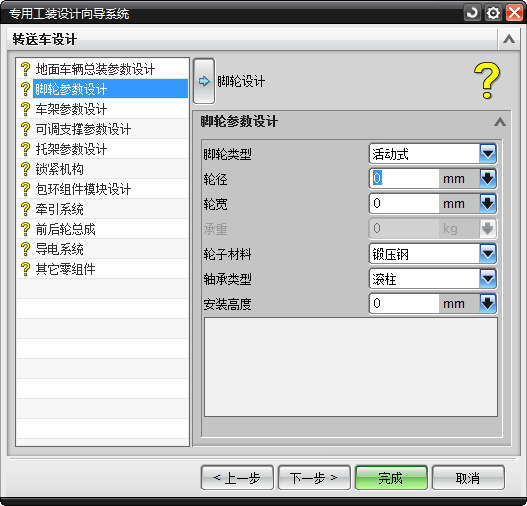 专用工装设计向导系统
转送车设计
地面车辆总装参数设计
脚轮参数设计
车架参数设计
可调支撑参数设计
托架参数设计
锁紧机构
包环组件模块设计
牵引系统
前后轮总成
导电系统
其它零组件
脚轮设计
脚轮参数设计
脚轮类型 活动式
轮径 0 mm
轮宽 0 mm
承重 0 kg
轮子材料 锻压钢
轴承类型 滚柱
安装高度 0 mm
< 上一步 下一步 > 完成 取消